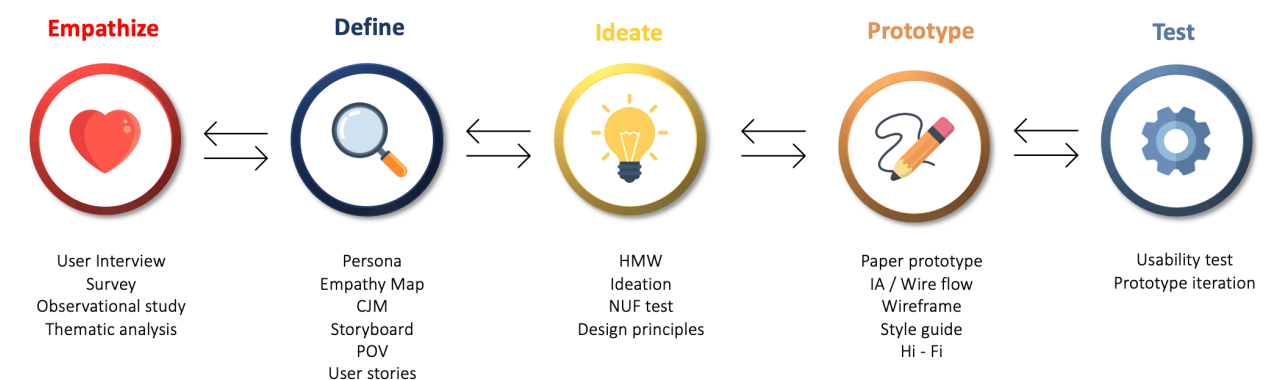 Empathize
Define
Ideate
Prototype
Test
User Interview
Survey
Observational study
Thematic analysis
Persona
Empathy Map
CJM
Storyboard
POV
User stories
HMW
Ideation
NUF test
Design principles
Paper prototype
IA / Wire flow
Wireframe
Style guide
Hi - Fi
Usability test
Prototype iteration